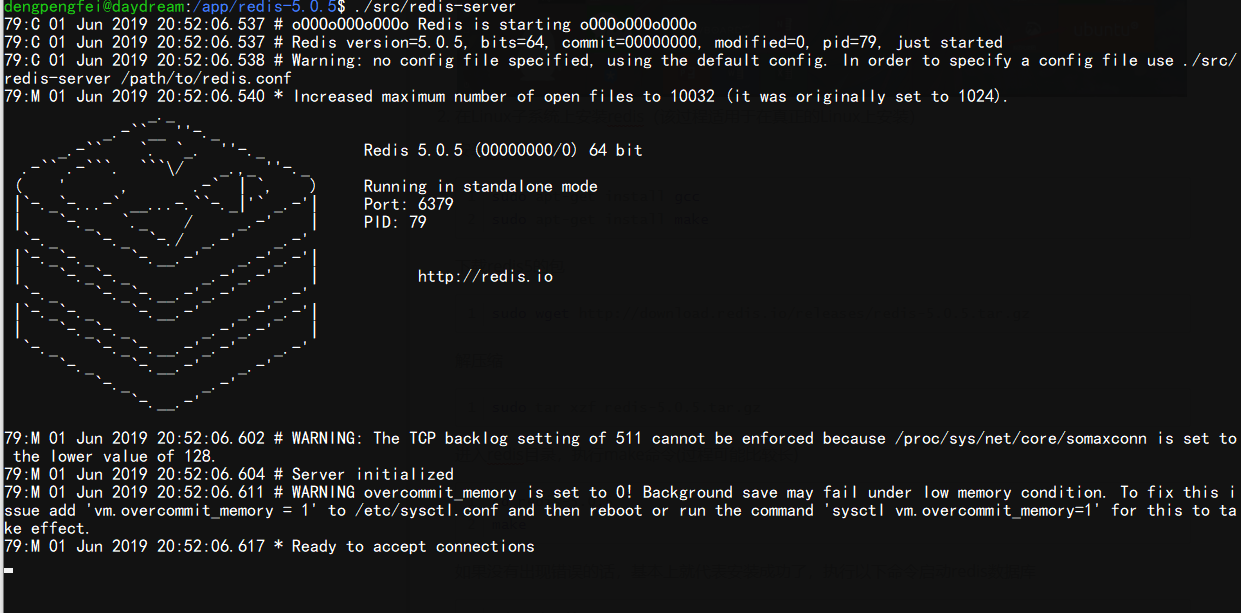 dengpengfei@daydream:/app/redis-5.0.5$ ./src/redis-server
79:C 01 Jun 2019 20:52:06.537 # oO0OoO0OoO0Oo Redis is starting oO0OoO0OoO0Oo
79:C 01 Jun 2019 20:52:06.537 # Redis version=5.0.5, bits=64, commit=00000000, modified=0, pid=79, just started
79:C 01 Jun 2019 20:52:06.538 # Warning: no config file specified, using the default config. In order to specify a config file use ./src/
redis-server /path/to/redis.conf
79:M 01 Jun 2019 20:52:06.540 * Increased maximum number of open files to 10032 (it was originally set to 1024).
Redis 5.0.5 (00000000/0) 64 bit
Running in standalone mode
Port: 6379
PID: 79
http://redis.io
79:M 01 Jun 2019 20:52:06.602 # WARNING: The TCP backlog setting of 511 cannot be enforced because /proc/sys/net/core/somaxconn is set to
the lower value of 128.
79:M 01 Jun 2019 20:52:06.604 # Server initialized
79:M 01 Jun 2019 20:52:06.611 # WARNING overcommit_memory is set to 0! Background save may fail under low memory condition. To fix this i
ssue add 'vm.overcommit_memory = 1' to /etc/sysctl.conf and then reboot or run the command 'sysctl vm.overcommit_memory=1' for this to ta
ke effect.
79:M 01 Jun 2019 20:52:06.617 * Ready to accept connections